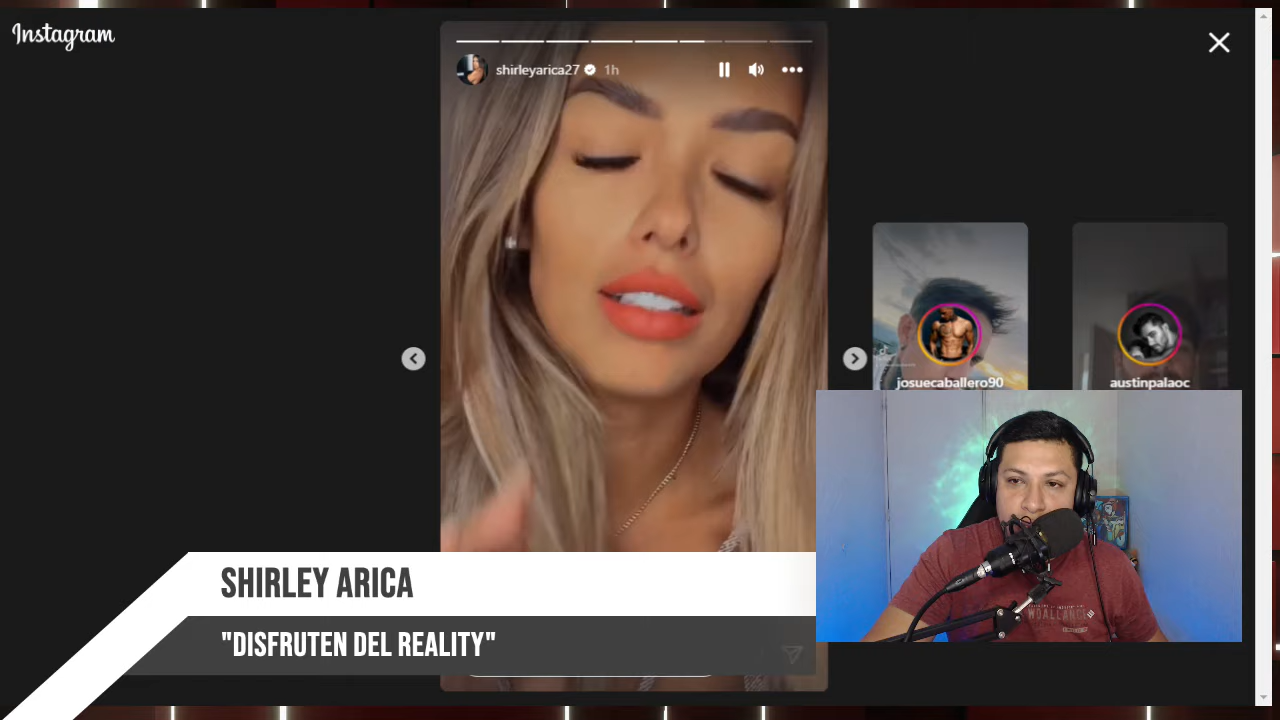 Instagram
shirleyarica27 1h
josuecaballero90
austinpalaoc
SHIRLEY ARICA
"DISFRUTEN DEL REALITY"